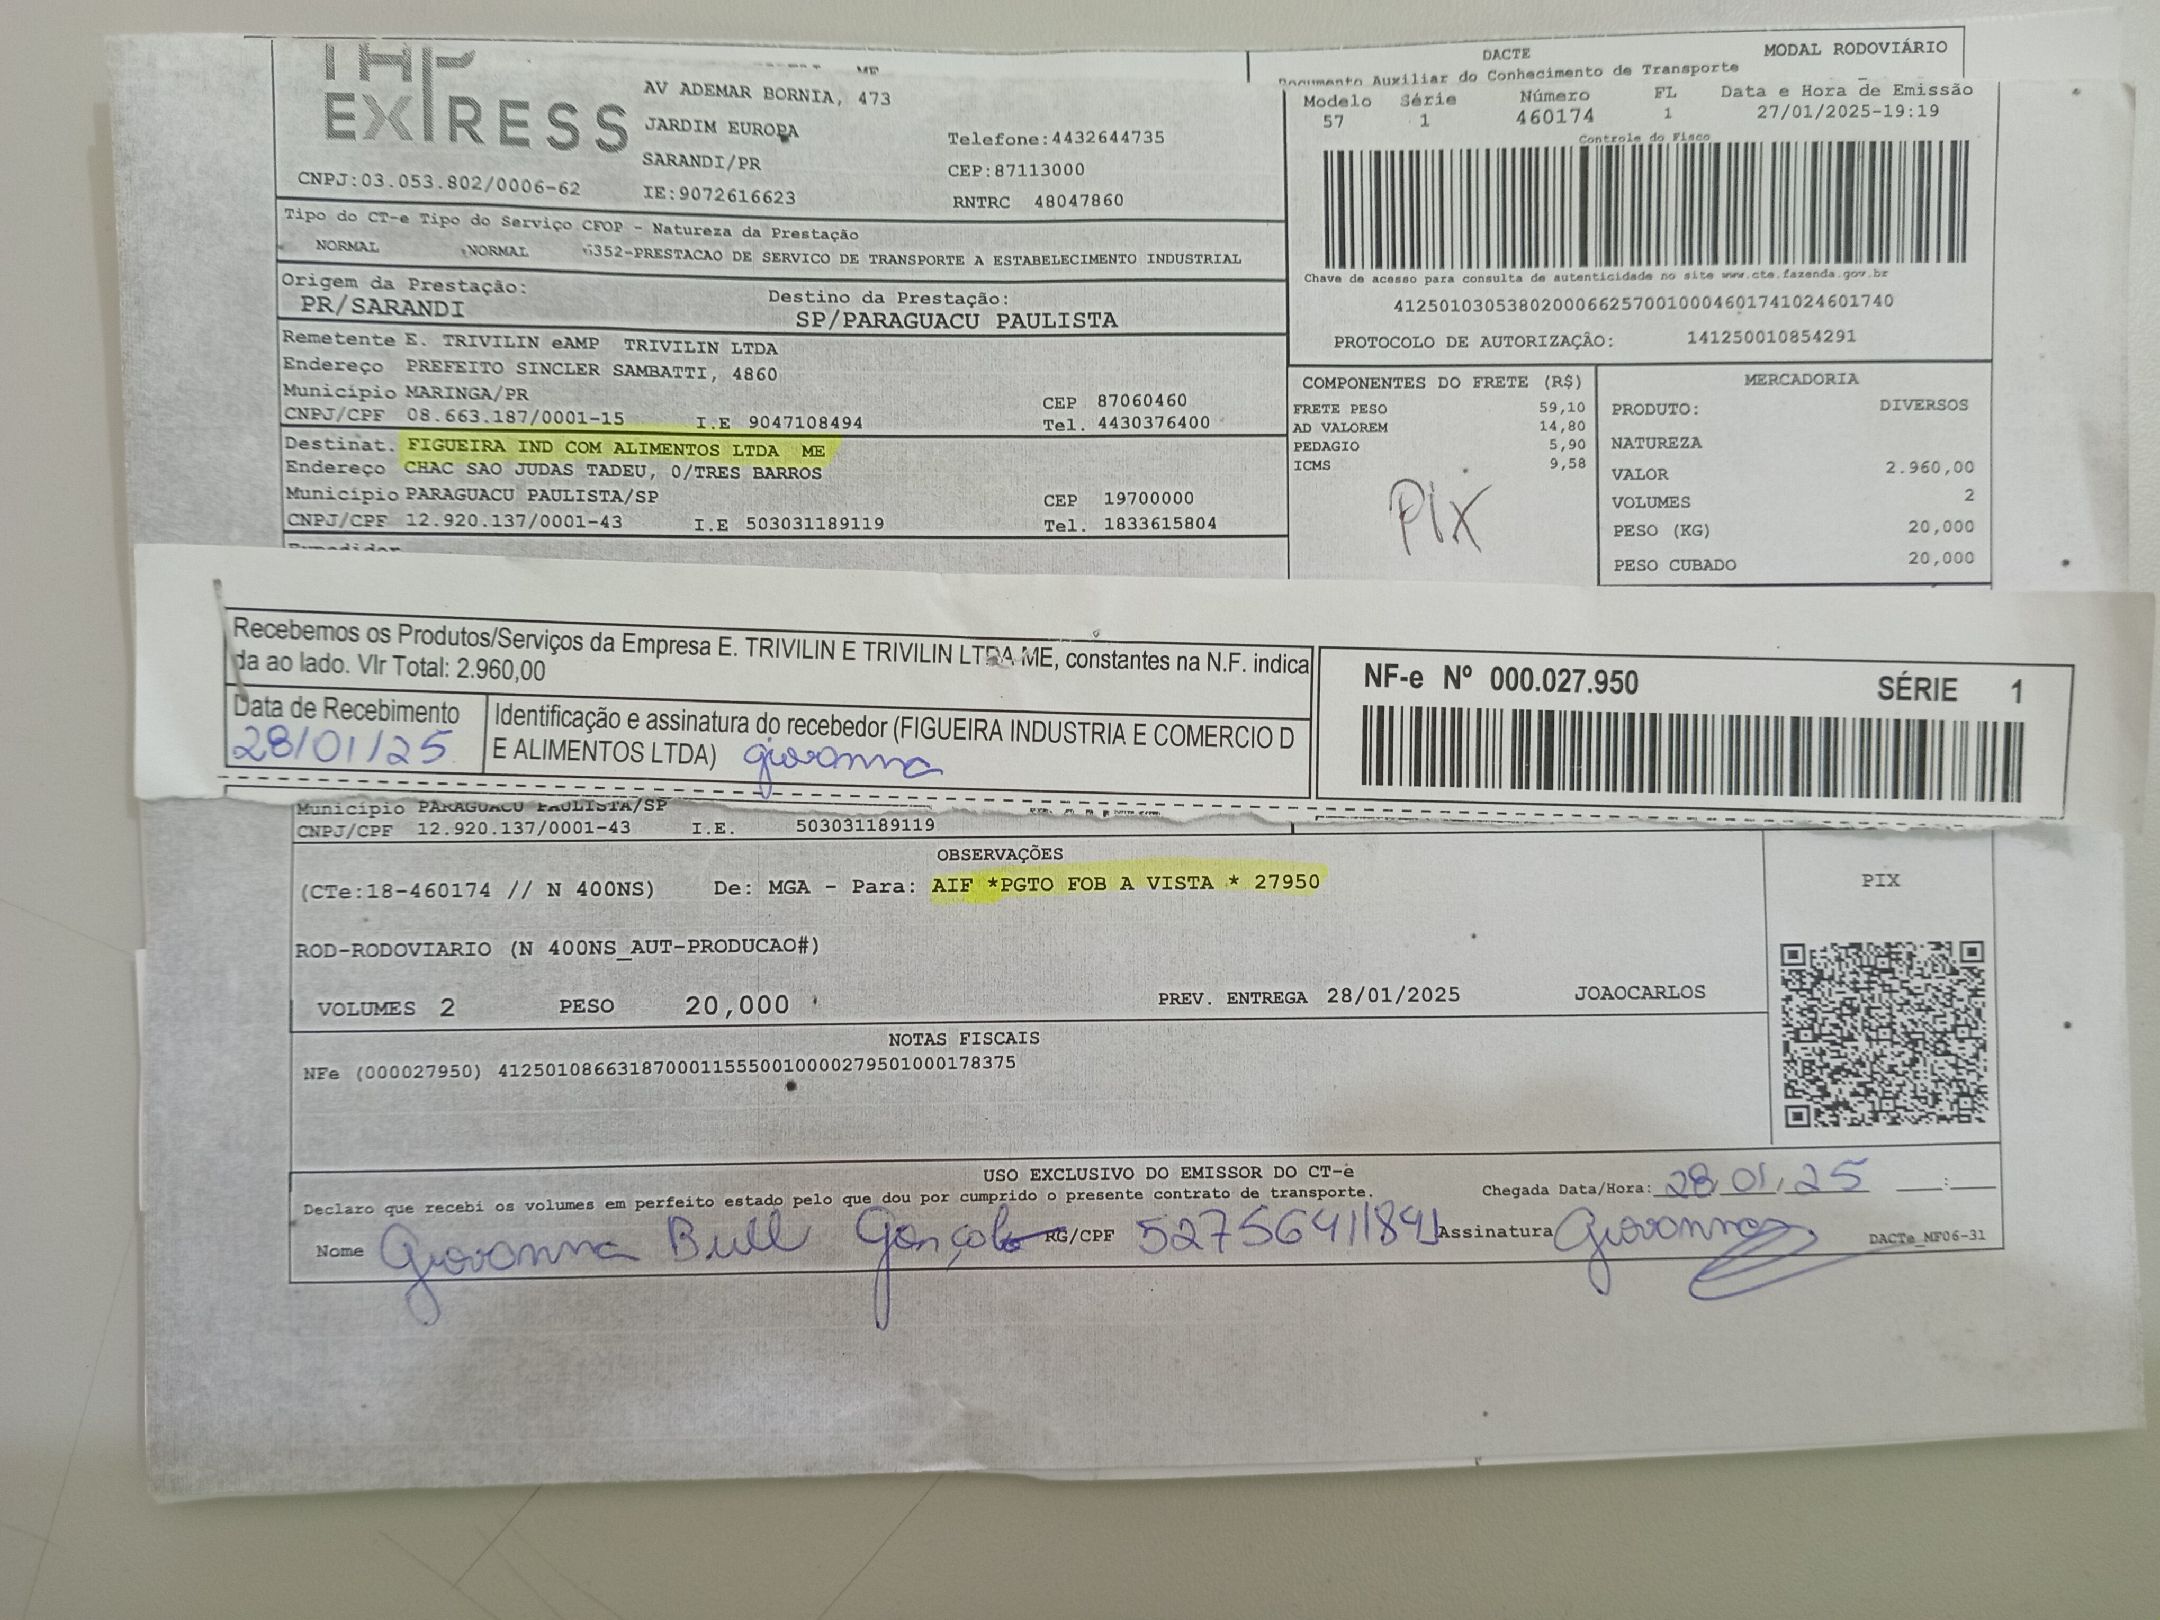 EXPRESS
ME
AV ADEMAR BORNIA, 473
JARDIM EUROPA
SARANDI/PR
IE:9072616623
CNPJ:03.053.802/0006-62
Telefone:4432644735
CEP:87113000
RNTRC 48047860
DACTE
MODAL RODOVIÁRIO
Documento Auxiliar do Conhecimento de Transporte
Modelo Série Número FL Data e Hora de Emissão
57 1 460174 1 27/01/2025-19:19
Controle do Fisco
Chave de acesso para consulta de autenticidade no site www.cte.fazenda.gov.br
41250103053802000662570010004601741024601740
PROTOCOLO DE AUTORIZAÇÃO: 141250010854291
Tipo do CT-e Tipo do Serviço CFOP - Natureza da Prestação
NORMAL NORMAL 6352-PRESTACAO DE SERVICO DE TRANSPORTE A ESTABELECIMENTO INDUSTRIAL
Origem da Prestação: Destino da Prestação:
PR/SARANDI SP/PARAGUACU PAULISTA
Remetente E. TRIVILIN eAMP TRIVILIN LTDA
Endereço PREFEITO SINCLER SAMBATTI, 4860
Município MARINGA/PR CEP 87060460
CNPJ/CPF 08.663.187/0001-15 I.E 9047108494 Tel. 4430376400
Destinat. FIGUEIRA IND COM ALIMENTOS LTDA ME
Endereço CHAC SAO JUDAS TADEU, 0/TRES BARROS
Município PARAGUACU PAULISTA/SP CEP 19700000
CNPJ/CPF 12.920.137/0001-43 I.E 503031189119 Tel. 1833615804
COMPONENTES DO FRETE (R$)
FRETE PESO 59,10
AD VALOREM 14,80
PEDAGIO 5,90
ICMS 9,58
PIX
MERCADORIA
PRODUTO: DIVERSOS
NATUREZA
VALOR 2.960,00
VOLUMES 2
PESO (KG) 20,000
PESO CUBADO 20,000
Recebemos os Produtos/Serviços da Empresa E. TRIVILIN E TRIVILIN LTDA ME, constantes na N.F. indica
da ao lado. Vlr Total: 2.960,00
Data de Recebimento
28/01/25
Identificação e assinatura do recebedor (FIGUEIRA INDUSTRIA E COMERCIO D
E ALIMENTOS LTDA) giovanna
NF-e Nº 000.027.950 SÉRIE 1
Município PARAGUACU PAULISTA/SP
CNPJ/CPF 12.920.137/0001-43 I.E. 503031189119
OBSERVAÇÕES
(CTe:18-460174 // N 400NS) De: MGA - Para: AIF *PGTO FOB A VISTA * 27950
PIX
ROD-RODOVIARIO (N 400NS_AUT-PRODUCAO#)
VOLUMES 2 PESO 20,000 PREV. ENTREGA 28/01/2025 JOAOCARLOS
NOTAS FISCAIS
NFe (000027950) 41250108663187000115550010000279501000178375
USO EXCLUSIVO DO EMISSOR DO CT-e
Declaro que recebi os volumes em perfeito estado pelo que dou por cumprido o presente contrato de transporte. Chegada Data/Hora: 28/01/25 __:__
Nome Giovanna Bull Gonçalo RG/CPF 52756411841 Assinatura Giovanna DACTe_MF06-31